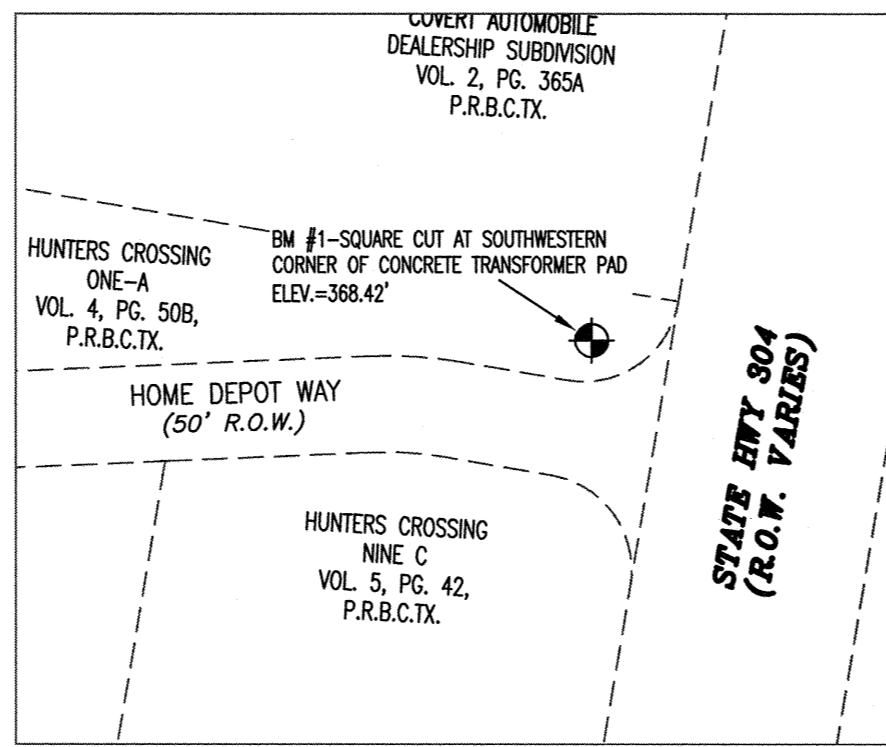 COVERT AUTOMOBILE
DEALERSHIP SUBDIVISION
VOL. 2, PG. 365A
P.R.B.C.TX.
HUNTERS CROSSING
ONE-A
VOL. 4, PG. 50B,
P.R.B.C.TX.
BM #1-SQUARE CUT AT SOUTHWESTERN
CORNER OF CONCRETE TRANSFORMER PAD
ELEV.=368.42'
HOME DEPOT WAY
(50' R.O.W.)
STATE HWY 304
(R.O.W. VARIES)
HUNTERS CROSSING
NINE C
VOL. 5, PG. 42,
P.R.B.C.TX.